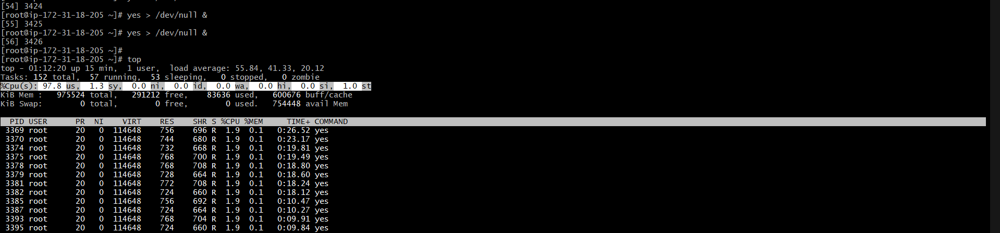 [54] 3424
[root@ip-172-31-18-205 ~]# yes > /dev/null &
[55] 3425
[root@ip-172-31-18-205 ~]# yes > /dev/null &
[56] 3426
[root@ip-172-31-18-205 ~]#
[root@ip-172-31-18-205 ~]# top
top - 01:12:20 up 15 min,  1 user,  load average: 55.84, 41.33, 20.12
Tasks: 152 total,  57 running,  53 sleeping,   0 stopped,   0 zombie
%Cpu(s): 97.8 us,  1.3 sy,  0.0 ni,  0.0 id,  0.0 wa,  0.0 hi,  0.0 si,  1.0 st
KiB Mem :   975524 total,   291212 free,    83636 used,   600676 buff/cache
KiB Swap:        0 total,        0 free,        0 used.   754448 avail Mem
  PID USER      PR  NI    VIRT    RES    SHR S %CPU %MEM     TIME+ COMMAND
 3369 root      20   0  114648    756    696 R  1.9  0.1   0:26.52 yes
 3370 root      20   0  114648    744    680 R  1.9  0.1   0:23.17 yes
 3374 root      20   0  114648    732    668 R  1.9  0.1   0:19.81 yes
 3375 root      20   0  114648    768    700 R  1.9  0.1   0:19.49 yes
 3378 root      20   0  114648    768    708 R  1.9  0.1   0:18.80 yes
 3379 root      20   0  114648    728    664 R  1.9  0.1   0:18.60 yes
 3381 root      20   0  114648    772    708 R  1.9  0.1   0:18.24 yes
 3382 root      20   0  114648    724    660 R  1.9  0.1   0:18.12 yes
 3385 root      20   0  114648    756    692 R  1.9  0.1   0:10.47 yes
 3387 root      20   0  114648    724    664 R  1.9  0.1   0:10.27 yes
 3393 root      20   0  114648    768    704 R  1.9  0.1   0:09.91 yes
 3395 root      20   0  114648    724    660 R  1.9  0.1   0:09.84 yes